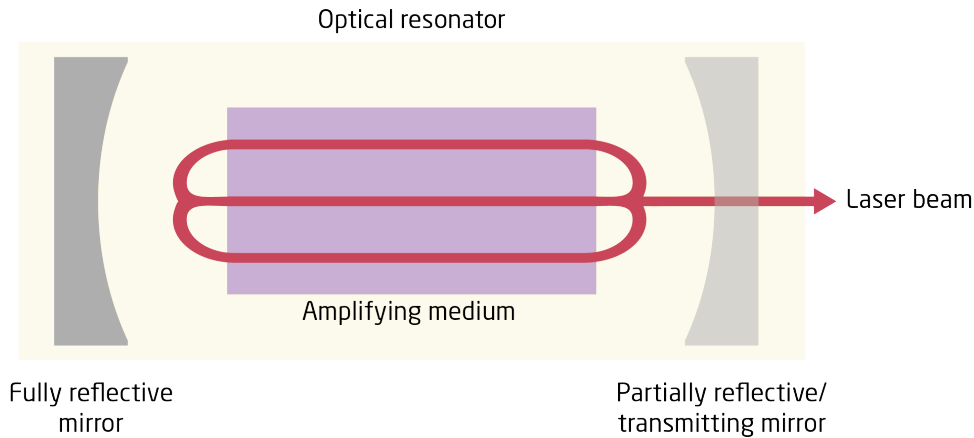 Optical resonator
Laser beam
Amplifying medium
Fully reflective
mirror
Partially reflective/
transmitting mirror